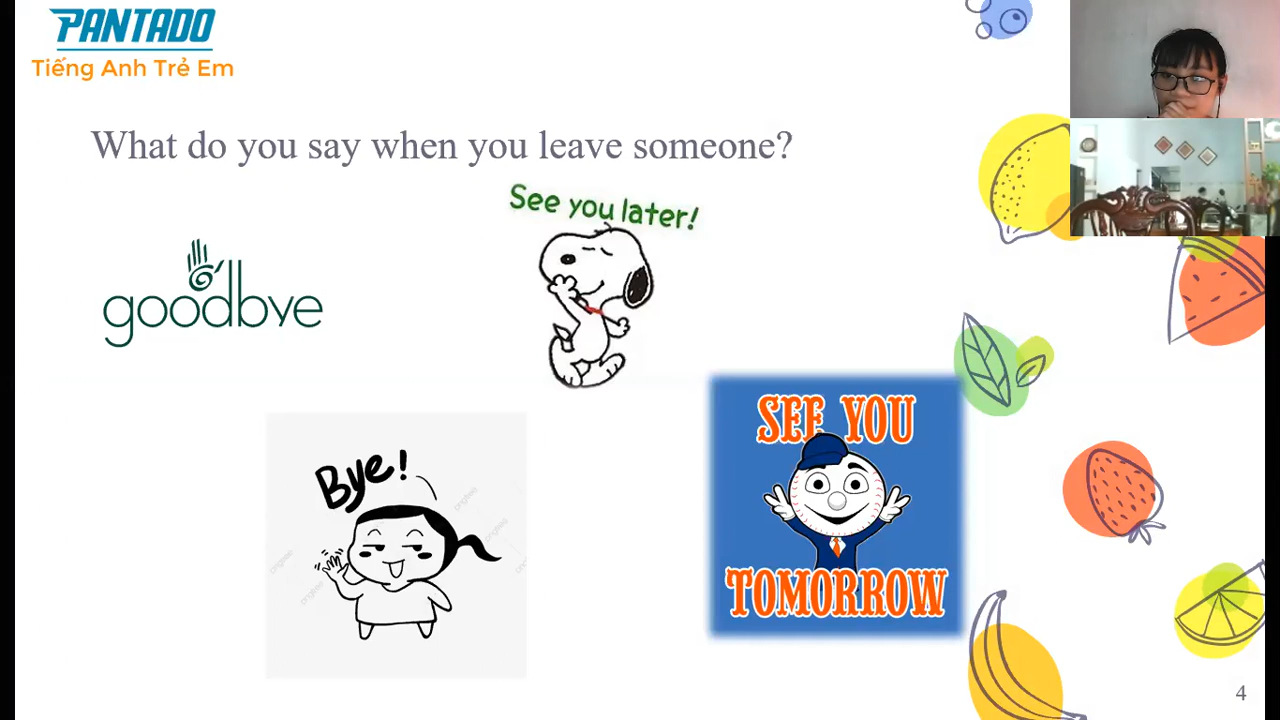 PANTADO
Tiếng Anh Trẻ Em
What do you say when you leave someone?
See you later!
goodbye
Bye!
SEE YOU
TOMORROW
4